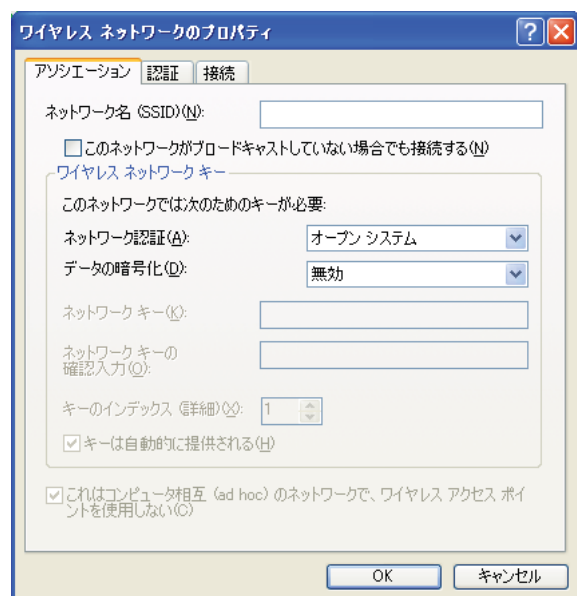 ワイヤレス ネットワークのプロパティ
アソシエーション 認証 接続
ネットワーク名 (SSID)(N):
このネットワークがブロードキャストしていない場合でも接続する(N)
ワイヤレス ネットワーク キー
このネットワークでは次のためのキーが必要:
ネットワーク認証(A): オープン システム
データの暗号化(D): 無効
ネットワーク キー(K):
ネットワーク キーの
確認入力(O):
キーのインデックス (詳細)(X): 1
キーは自動的に提供される(H)
これはコンピュータ相互 (ad hoc) のネットワークで、ワイヤレス アクセス ポイ
ントを使用しない(C)
OK キャンセル